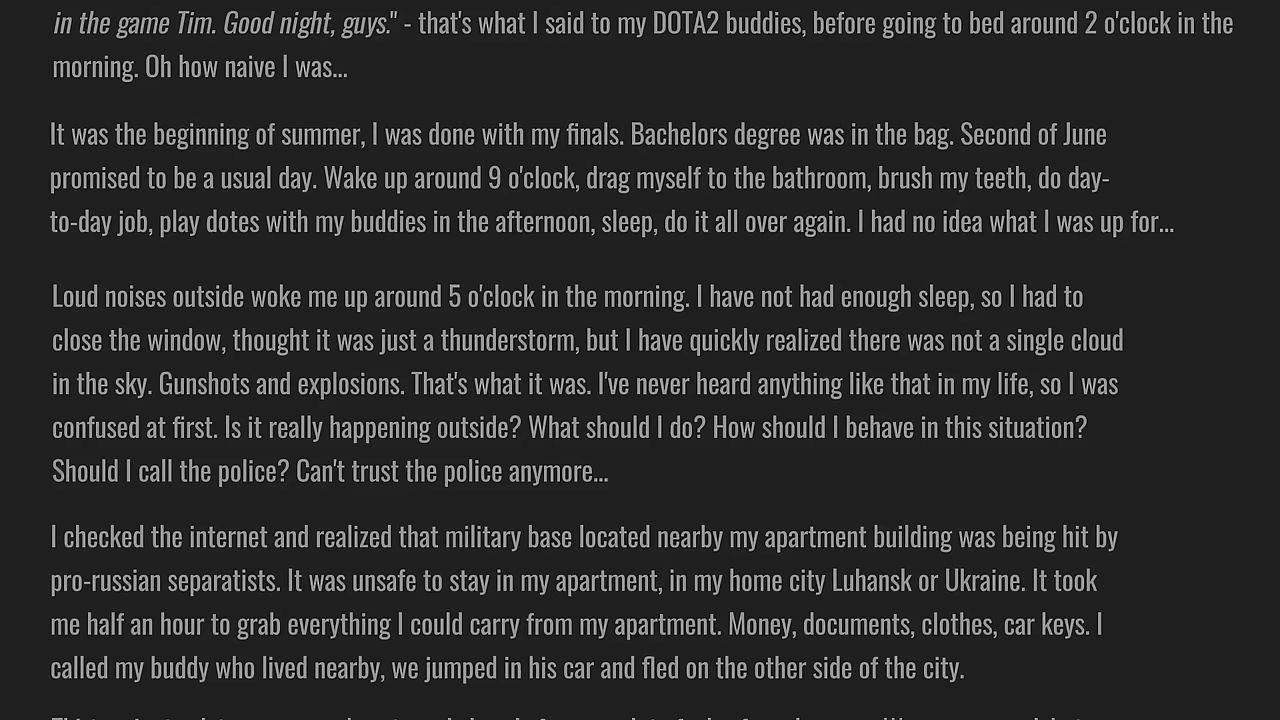 in the game Tim. Good night, guys." - that's what I said to my DOTA2 buddies, before going to bed around 2 o'clock in the
morning. Oh how naive I was...
It was the beginning of summer, I was done with my finals. Bachelors degree was in the bag. Second of June
promised to be a usual day. Wake up around 9 o'clock, drag myself to the bathroom, brush my teeth, do day-
to-day job, play dotes with my buddies in the afternoon, sleep, do it all over again. I had no idea what I was up for...
Loud noises outside woke me up around 5 o'clock in the morning. I have not had enough sleep, so I had to
close the window, thought it was just a thunderstorm, but I have quickly realized there was not a single cloud
in the sky. Gunshots and explosions. That's what it was. I've never heard anything like that in my life, so I was
confused at first. Is it really happening outside? What should I do? How should I behave in this situation?
Should I call the police? Can't trust the police anymore...
I checked the internet and realized that military base located nearby my apartment building was being hit by
pro-russian separatists. It was unsafe to stay in my apartment, in my home city Luhansk or Ukraine. It took
me half an hour to grab everything I could carry from my apartment. Money, documents, clothes, car keys. I
called my buddy who lived nearby, we jumped in his car and fled on the other side of the city.